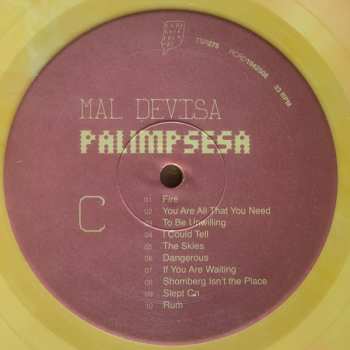 TSR275
PCRC1942508
33 RPM
MAL DEVISA
PALIMPSESA
C
01 Fire
02 You Are All That You Need
03 To Be Unwilling
04 I Could Tell
05 The Skies
06 Dangerous
07 If You Are Waiting
08 Shomberg Isn't the Place
09 Slept On
10 Rum